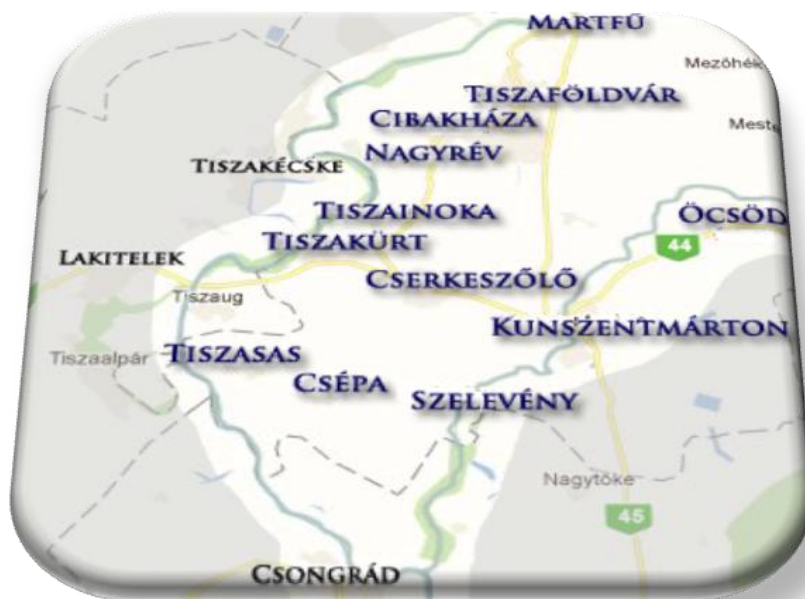 MARTFŰ
MEZŐHÉK
TISZAFÖLDVÁR
CIBAKHÁZA
NAGYRÉV
TISZAKÉCSKE
TISZAINOKA
ÖCSÖD
TISZAKÜRT
44
LAKITELEK
CSERKESZŐLŐ
Tiszaug
KUNSZENTMÁRTON
Tiszaalpár
TISZASAS
CSÉPA
SZELEVÉNY
Nagytőke
45
CSONGRÁD